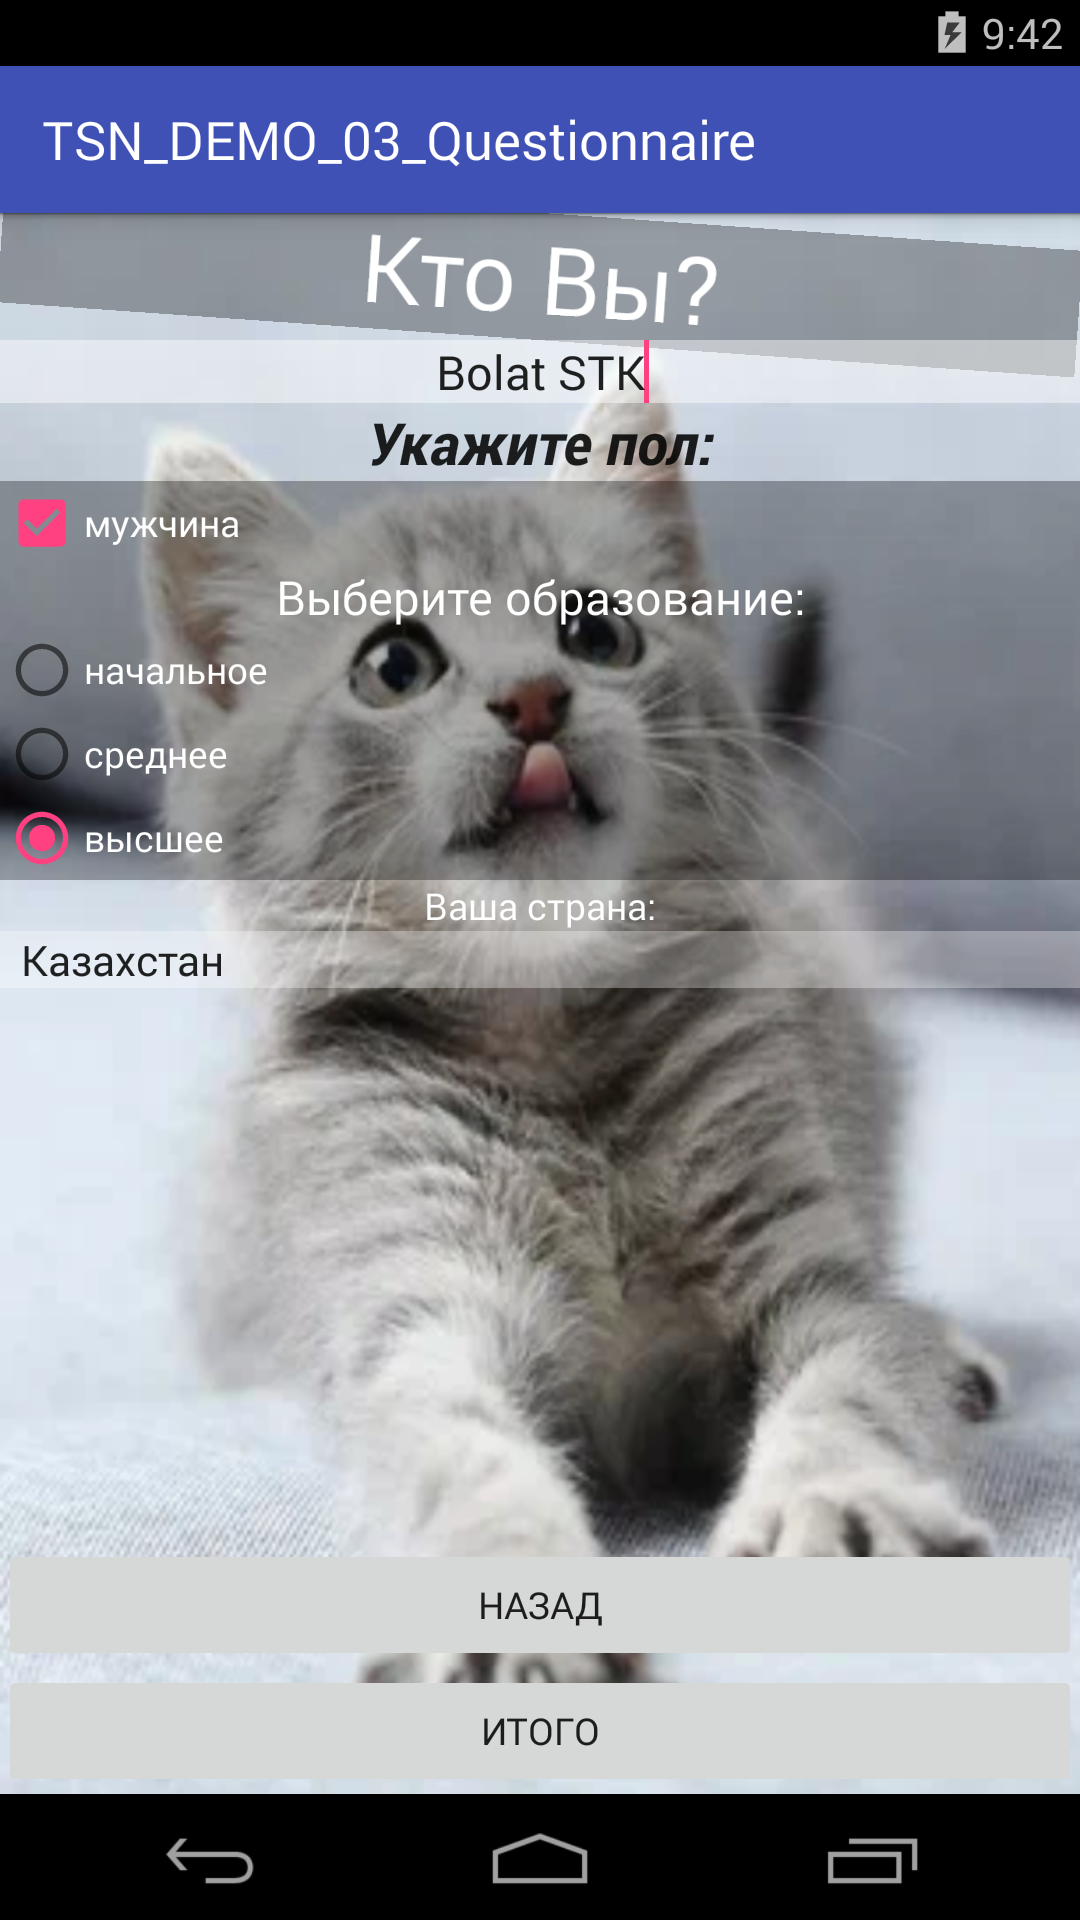 9:42
TSN_DEMO_03_Questionnaire
Кто Вы?
Bolat STK
Укажите пол:
мужчина
Выберите образование:
начальное
среднее
высшее
Ваша страна:
Казахстан
НАЗАД
ИТОГО